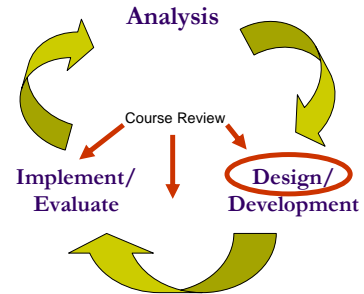 Analysis
Course Review
Implement/
Evaluate
Design/
Development